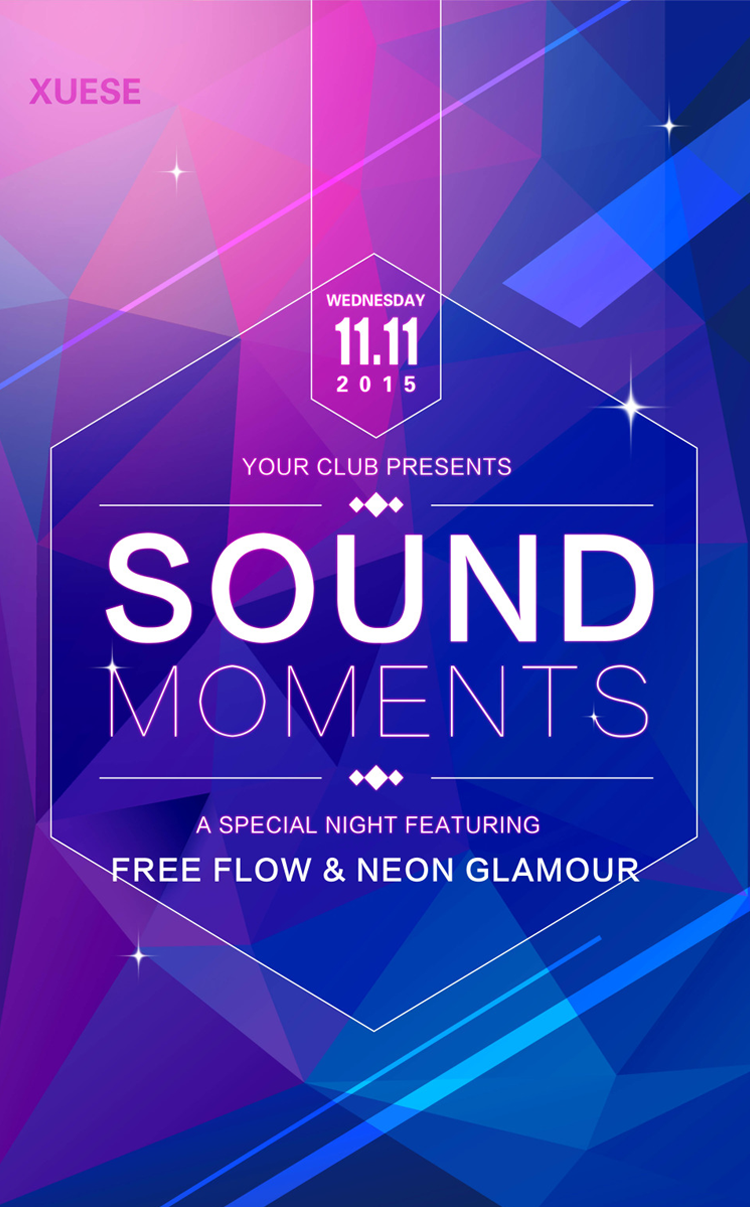 XUESE
WEDNESDAY
11.11
2015
YOUR CLUB PRESENTS
SOUND
MOMENTS
A SPECIAL NIGHT FEATURING
FREE FLOW & NEON GLAMOUR